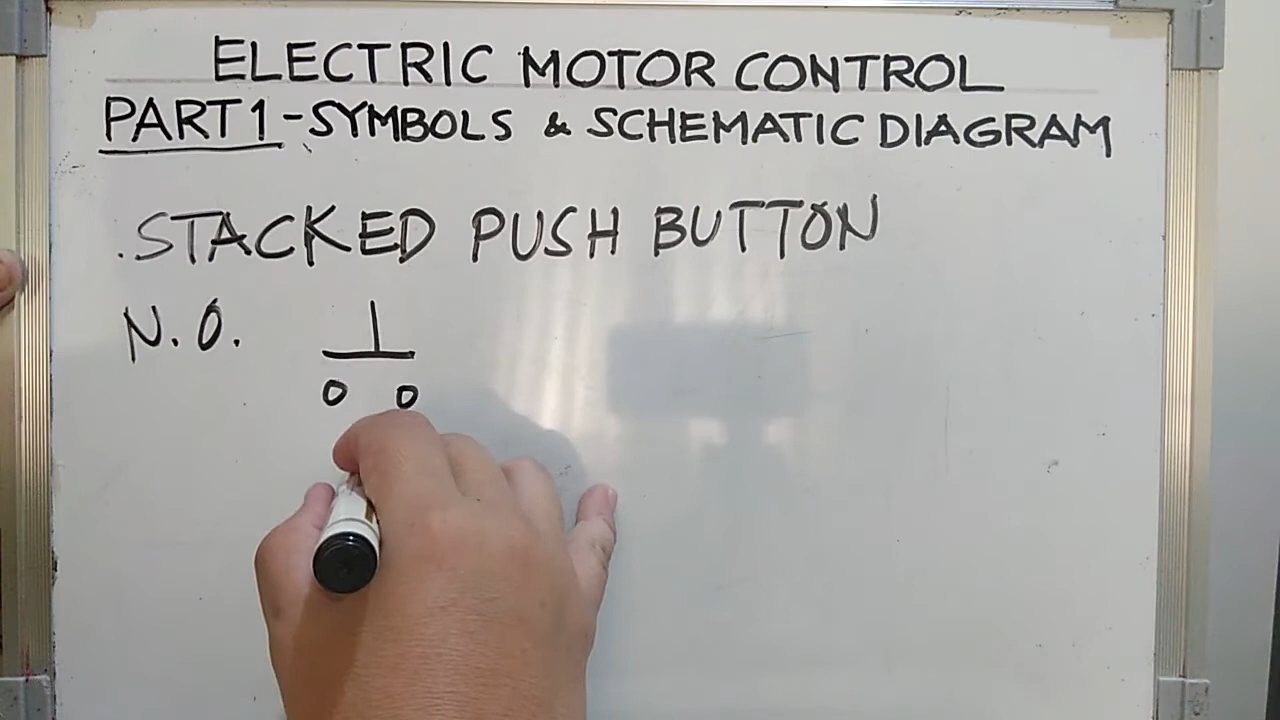 ELECTRIC MOTOR CONTROL
PART 1 - SYMBOLS & SCHEMATIC DIAGRAM
.STACKED PUSH BUTTON
N.O.